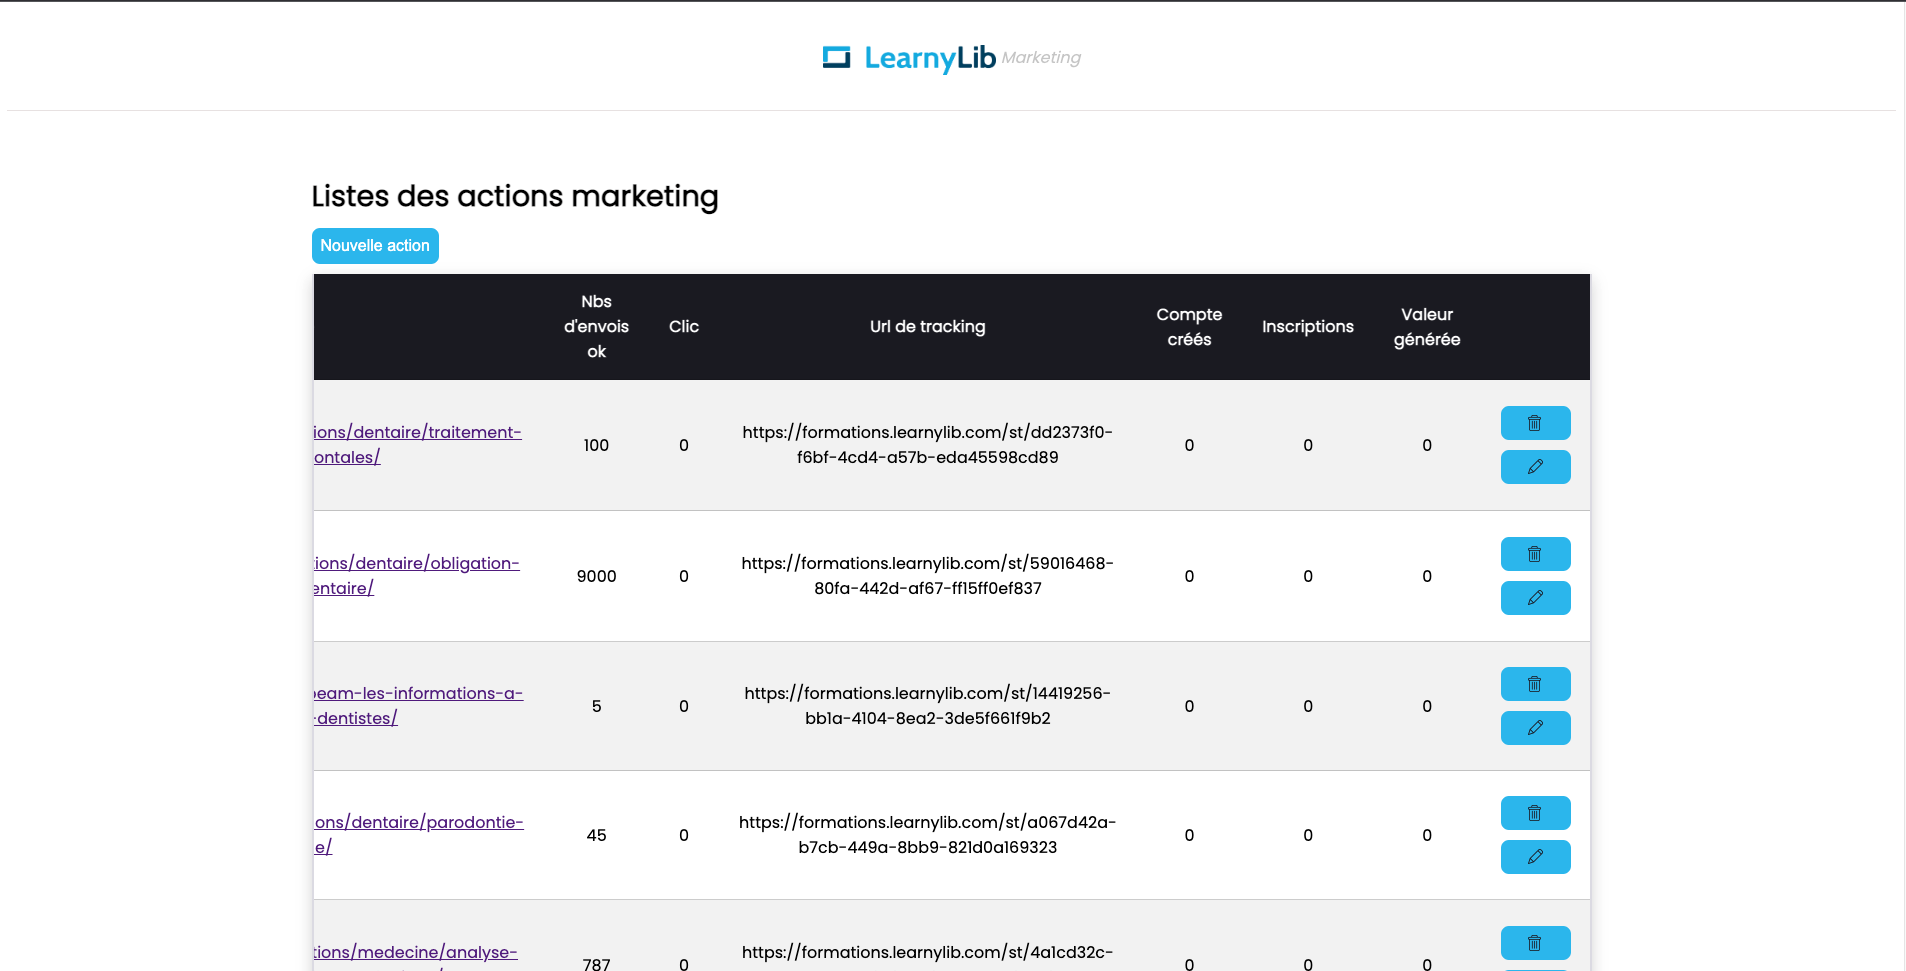 LearnyLib Marketing
Listes des actions marketing
Nouvelle action
Nbs
d'envois
ok
Clic
Url de tracking
Compte
créés
Inscriptions
Valeur
générée
ions/dentaire/traitement-
ontales/
100
0
https://formations.learnylib.com/st/dd2373f0-
f6bf-4cd4-a57b-eda45598cd89
0
0
0
ions/dentaire/obligation-
entaire/
9000
0
https://formations.learnylib.com/st/59016468-
80fa-442d-af67-ff15ff0ef837
0
0
0
beam-les-informations-a-
-dentistes/
5
0
https://formations.learnylib.com/st/14419256-
bb1a-4104-8ea2-3de5f661f9b2
0
0
0
ons/dentaire/parodontie-
e/
45
0
https://formations.learnylib.com/st/a067d42a-
b7cb-449a-8bb9-821d0a169323
0
0
0
tions/medecine/analyse-
787
0
https://formations.learnylib.com/st/4a1cd32c-
0
0
0